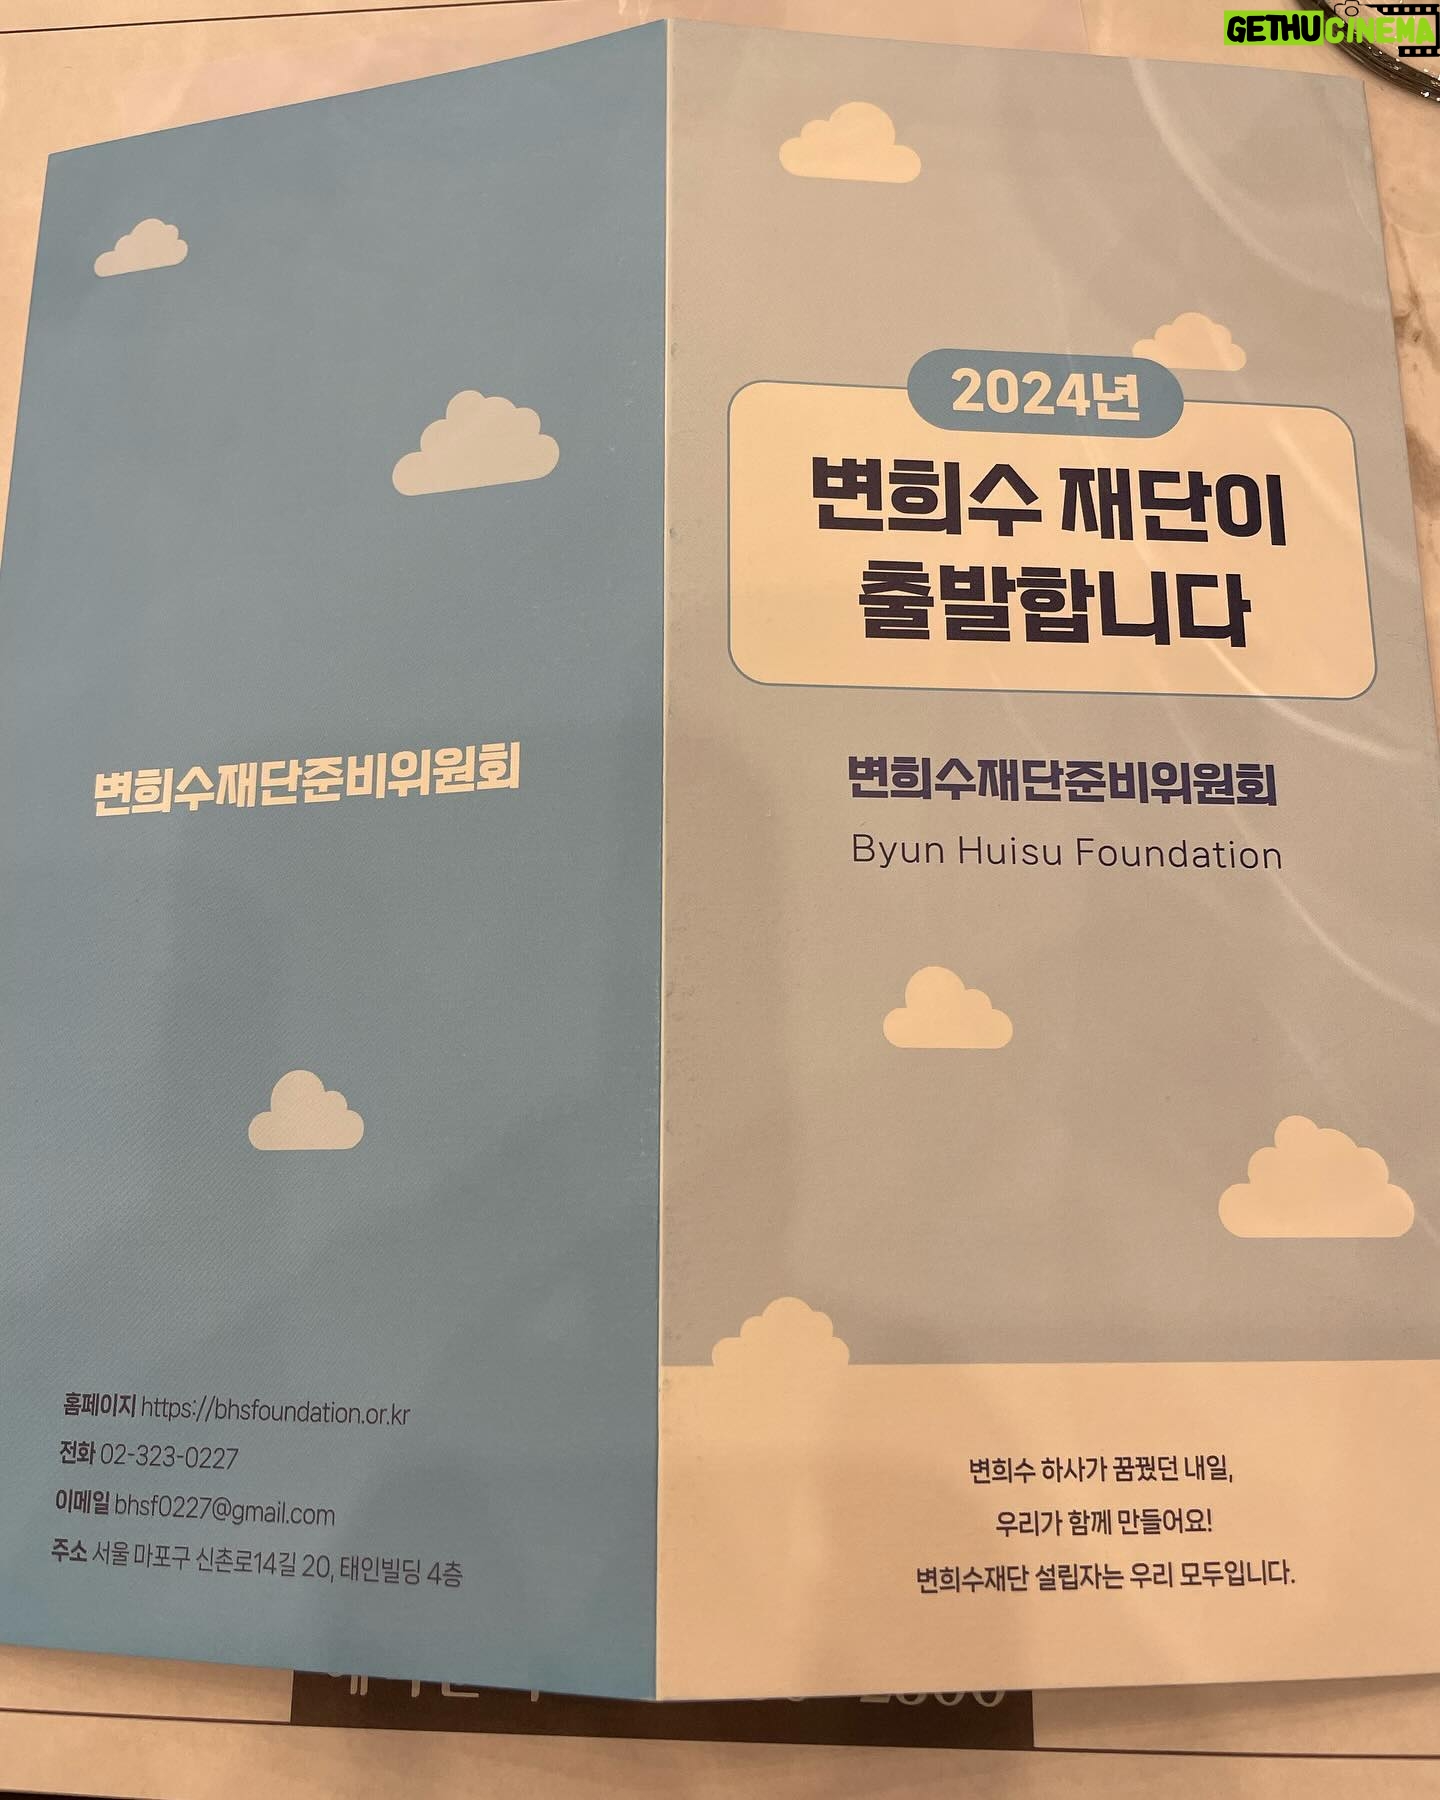 GETHUCINEMA
변희수재단준비위원회
홈페이지 https://bhsfoundation.or.kr
전화 02-323-0227
이메일 bhsf0227@gmail.com
주소 서울 마포구 신촌로14길 20, 태인빌딩 4층
2024년
변희수 재단이
출발합니다
변희수재단준비위원회
Byun Huisu Foundation
변희수 하사가 꿈꿨던 내일,
우리가 함께 만들어요!
변희수재단 설립자는 우리 모두입니다.